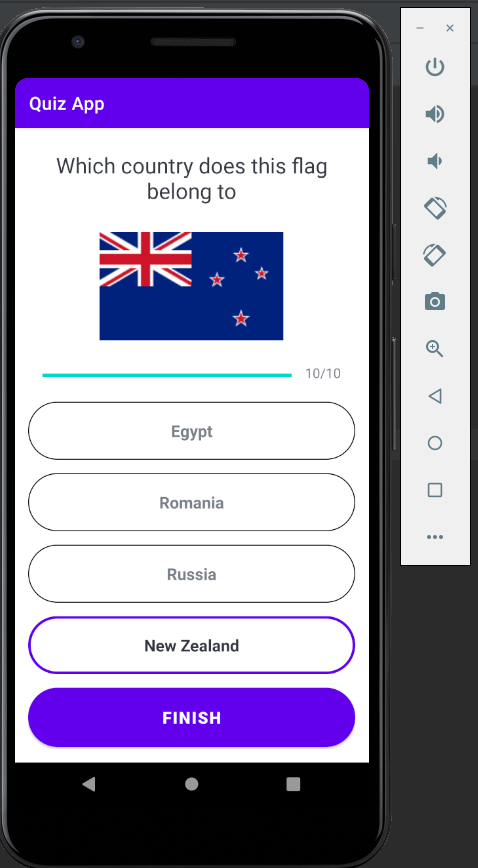 Quiz App
Which country does this flag
belong to
10/10
Egypt
Romania
Russia
New Zealand
FINISH